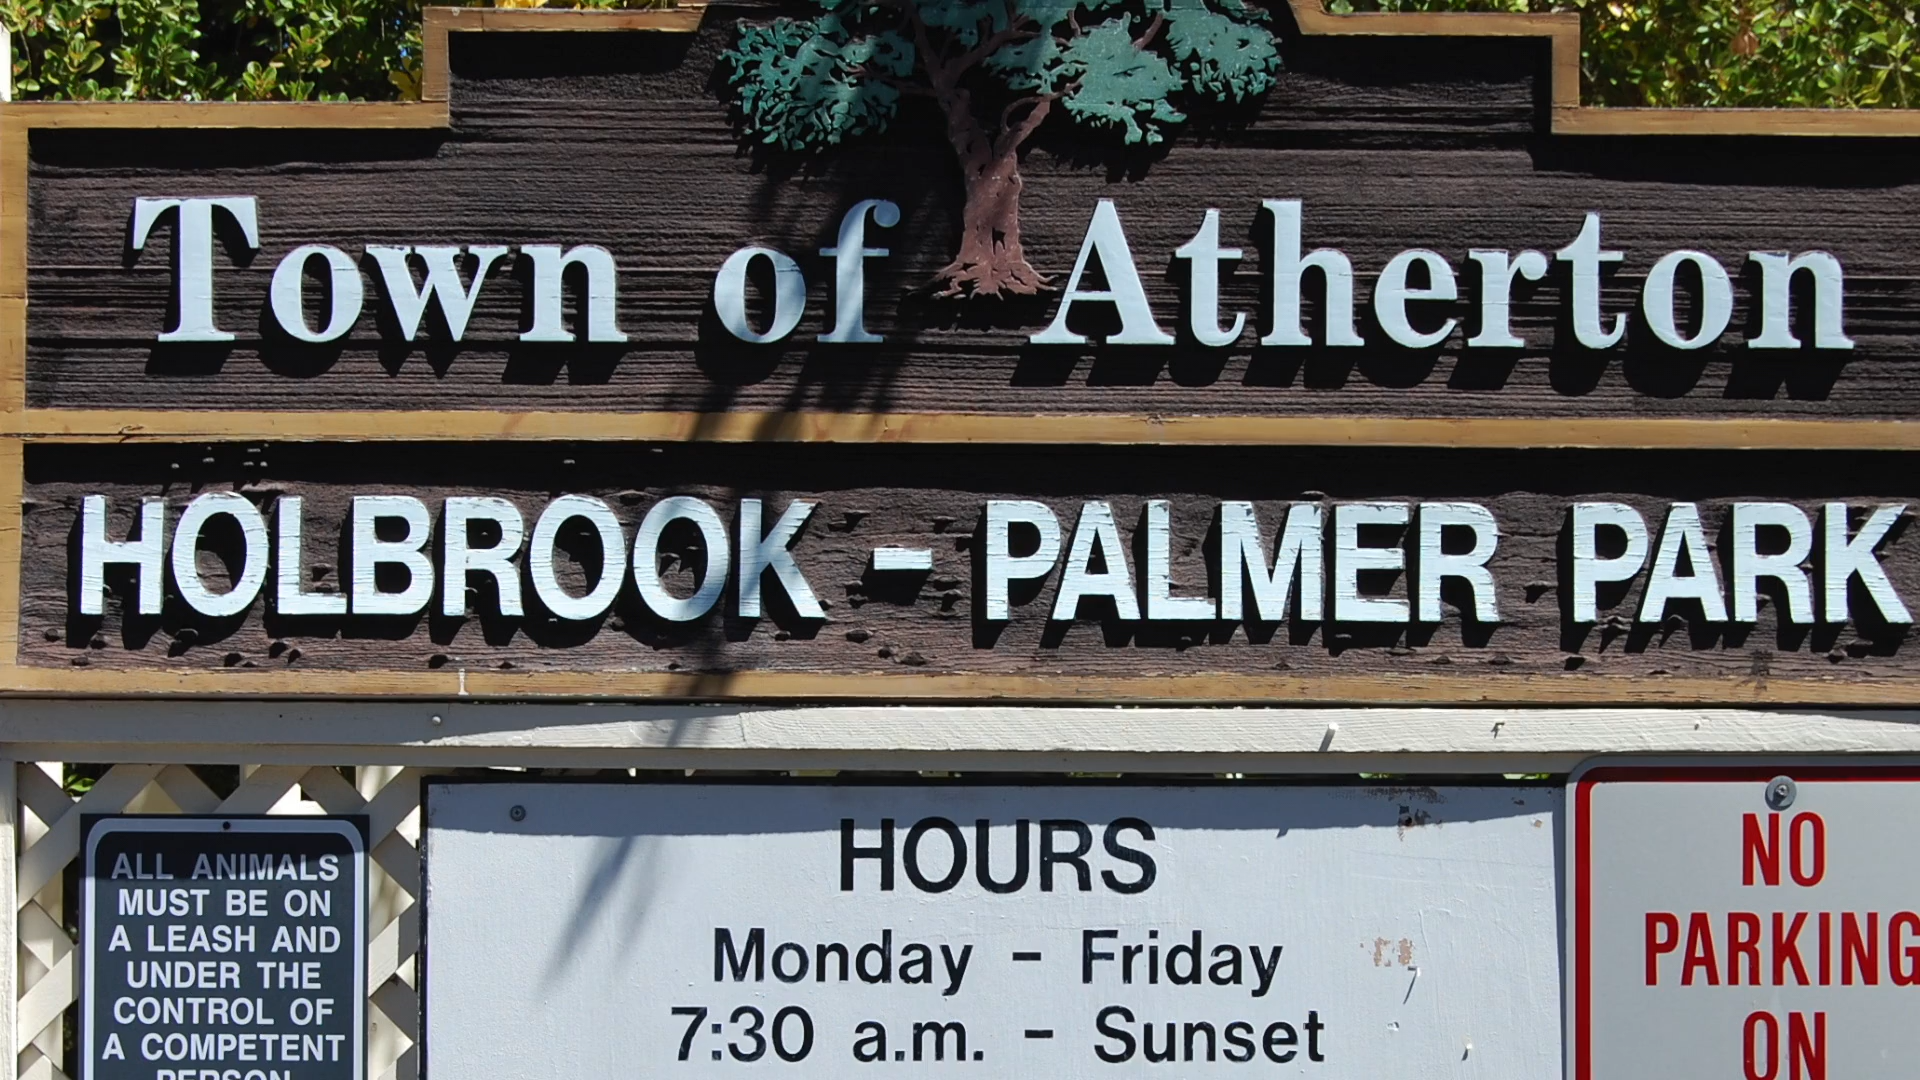 Town of Atherton
HOLBROOK - PALMER PARK
ALL ANIMALS
MUST BE ON
A LEASH AND
UNDER THE
CONTROL OF
A COMPETENT
PERSON
HOURS
Monday - Friday
7:30 a.m. - Sunset
NO
PARKING
ON